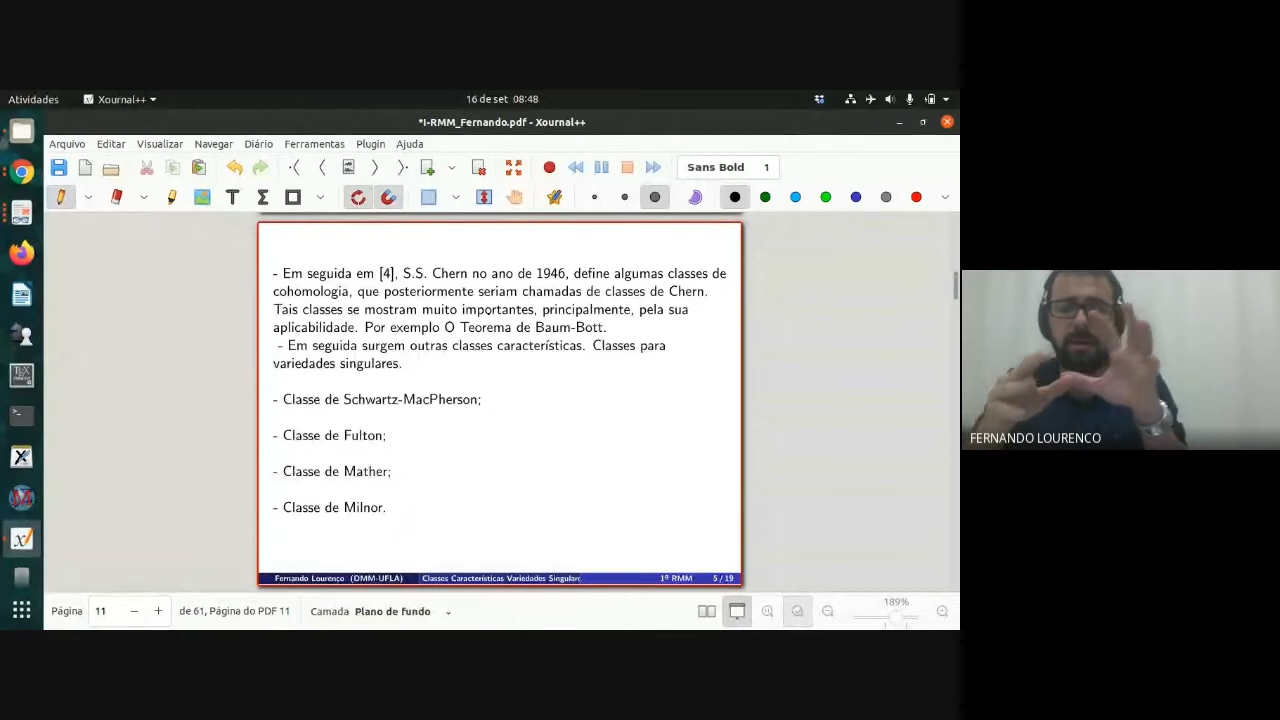 Atividades
Xournal++
16 de set 08:48
*I-RMM_Fernando.pdf - Xournal++
Arquivo Editar Visualizar Navegar Diário Ferramentas Plugin Ajuda
Sans Bold 1
- Em seguida em [4], S.S. Chern no ano de 1946, define algumas classes de
cohomologia, que posteriormente seriam chamadas de classes de Chern.
Tais classes se mostram muito importantes, principalmente, pela sua
aplicabilidade. Por exemplo O Teorema de Baum-Bott.
- Em seguida surgem outras classes características. Classes para
variedades singulares.
- Classe de Schwartz-MacPherson;
- Classe de Fulton;
- Classe de Mather;
- Classe de Milnor.
Fernando Lourenço (DMM-UFLA) Classes Características Variedades Singulares 1º RMM 5 / 19
Página 11 de 61, Página do PDF 11 Camada Plano de fundo 189%
FERNANDO LOURENCO